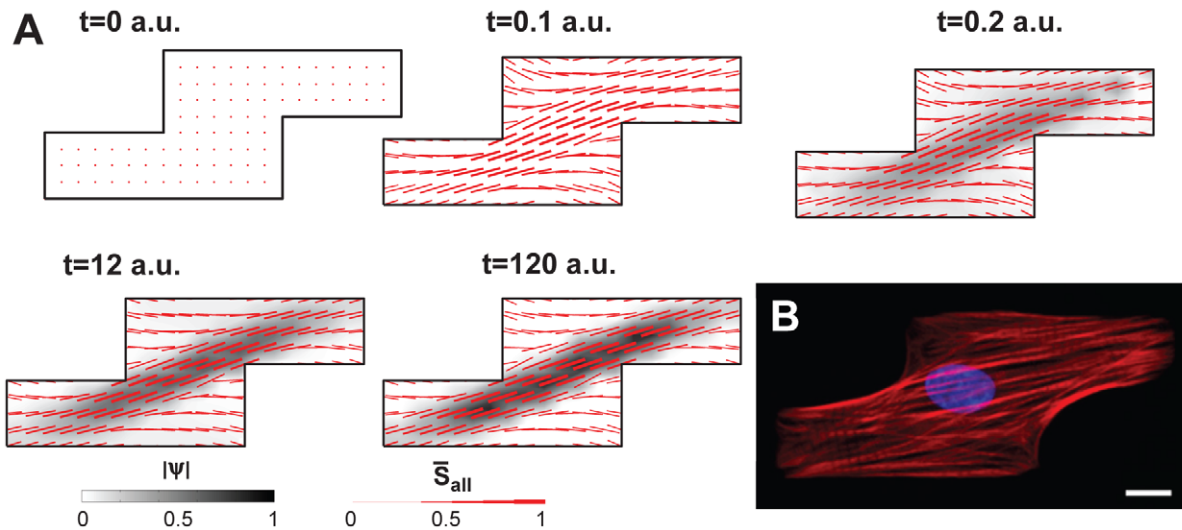 A
t=0 a.u.
t=0.1 a.u.
t=0.2 a.u.
t=12 a.u.
t=120 a.u.
B
|Ψ|
0 0.5 1
S̅all
0 0.5 1